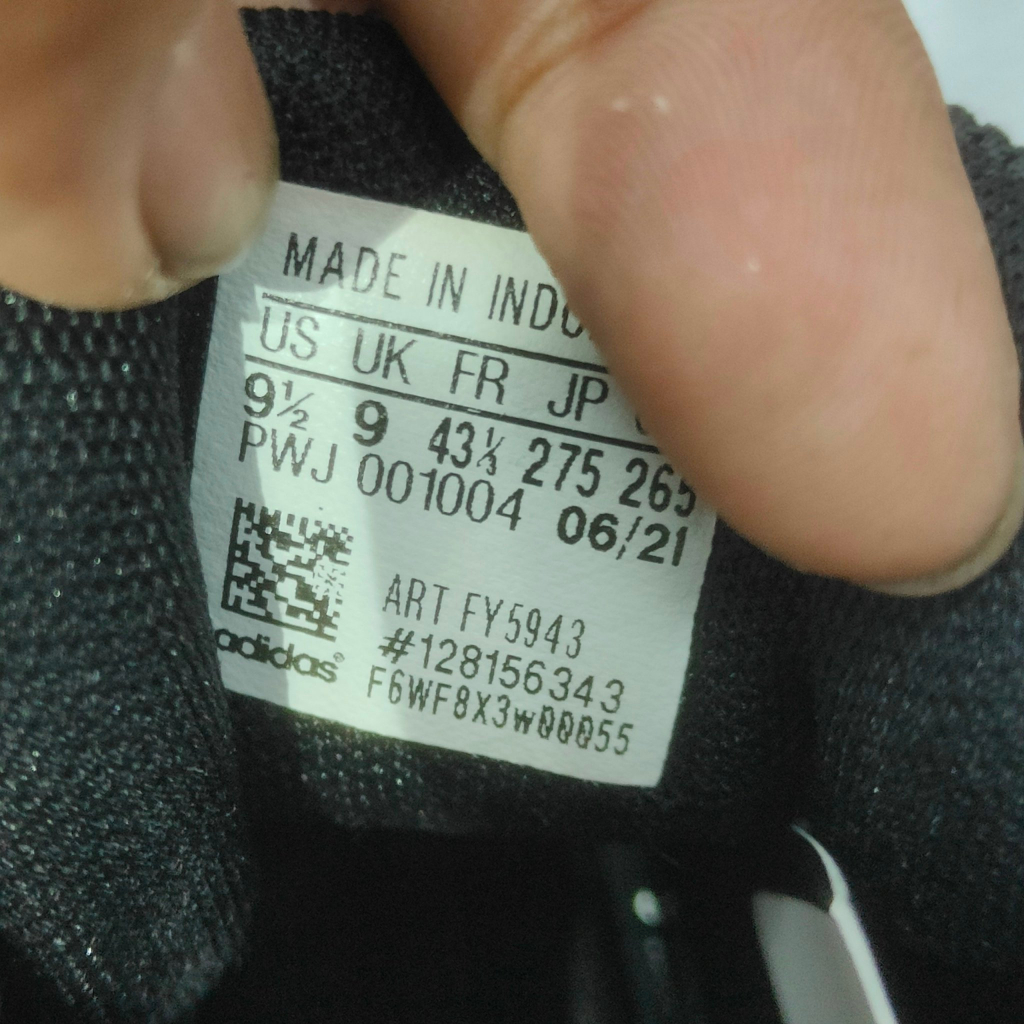 MADE IN INDO
US UK FR JP
9½ 9 43⅓ 275 265
PWJ 001004 06/21
ART FY5943
#128156343
F6WF8X3w00055
adidas®